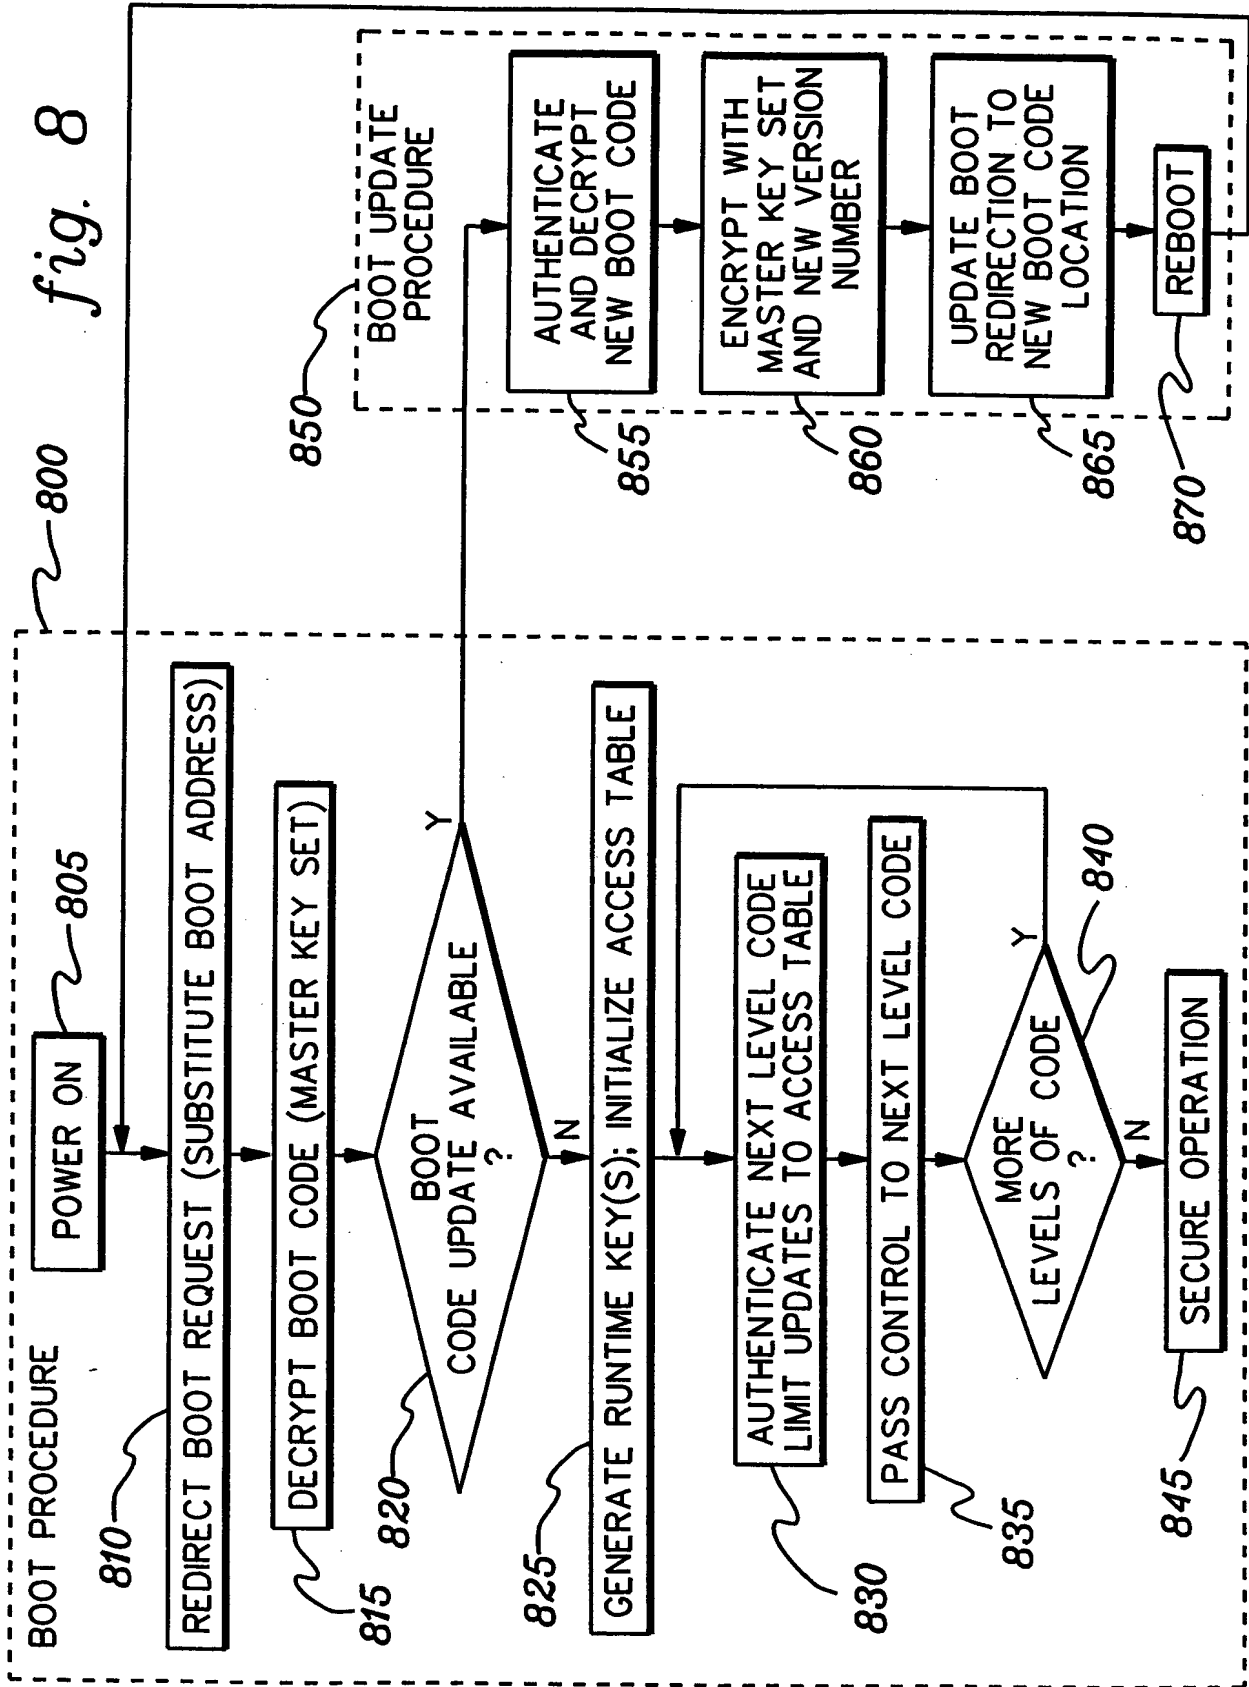 fig. 8
800
BOOT PROCEDURE
POWER ON
805
810
REDIRECT BOOT REQUEST (SUBSTITUTE BOOT ADDRESS)
DECRYPT BOOT CODE (MASTER KEY SET)
815
820
BOOT
CODE UPDATE AVAILABLE
?
Y
N
825
GENERATE RUNTIME KEY(S); INITIALIZE ACCESS TABLE
AUTHENTICATE NEXT LEVEL CODE
LIMIT UPDATES TO ACCESS TABLE
830
PASS CONTROL TO NEXT LEVEL CODE
835
MORE
LEVELS OF CODE
?
Y
840
N
SECURE OPERATION
845
850
BOOT UPDATE
PROCEDURE
AUTHENTICATE
AND DECRYPT
NEW BOOT CODE
855
ENCRYPT WITH
MASTER KEY SET
AND NEW VERSION
NUMBER
860
UPDATE BOOT
REDIRECTION TO
NEW BOOT CODE
LOCATION
865
REBOOT
870